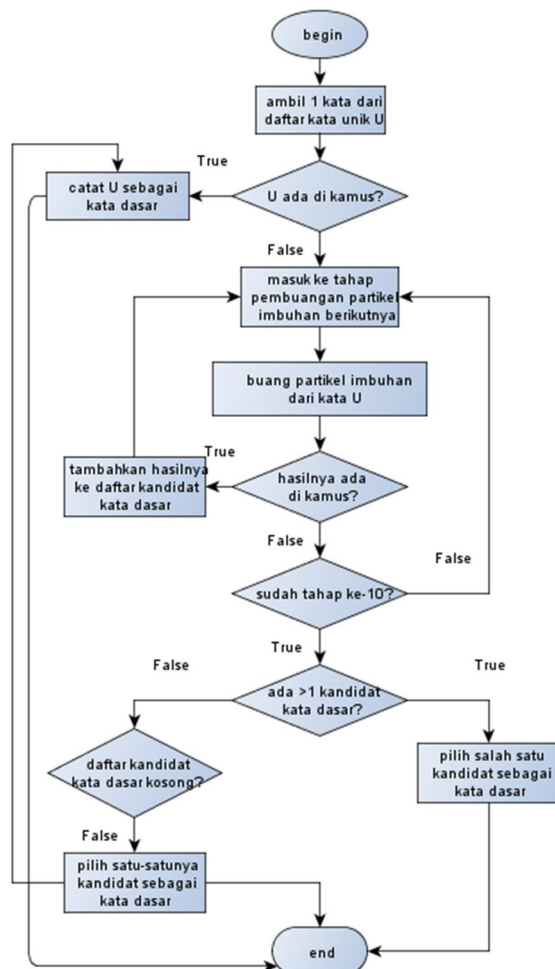 begin
ambil 1 kata dari
daftar kata unik U
True
catat U sebagai
kata dasar
U ada di kamus?
False
masuk ke tahap
pembuangan partikel
imbuhan berikutnya
buang partikel imbuhan
dari kata U
True
tambahkan hasilnya
ke daftar kandidat
kata dasar
hasilnya ada
di kamus?
False
False
sudah tahap ke-10?
True
False
True
ada >1 kandidat
kata dasar?
daftar kandidat
kata dasar kosong?
pilih salah satu
kandidat sebagai
kata dasar
False
pilih satu-satunya
kandidat sebagai
kata dasar
end